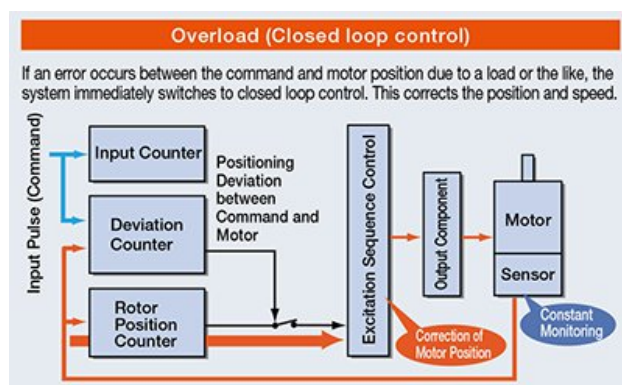 Overload (Closed loop control)
If an error occurs between the command and motor position due to a load or the like, the
system immediately switches to closed loop control. This corrects the position and speed.
Input Pulse (Command)
Input Counter
Deviation
Counter
Rotor
Position
Counter
Positioning
Deviation
between
Command and
Motor
Excitation Sequence Control
Output Component
Motor
Sensor
Correction of
Motor Position
Constant
Monitoring